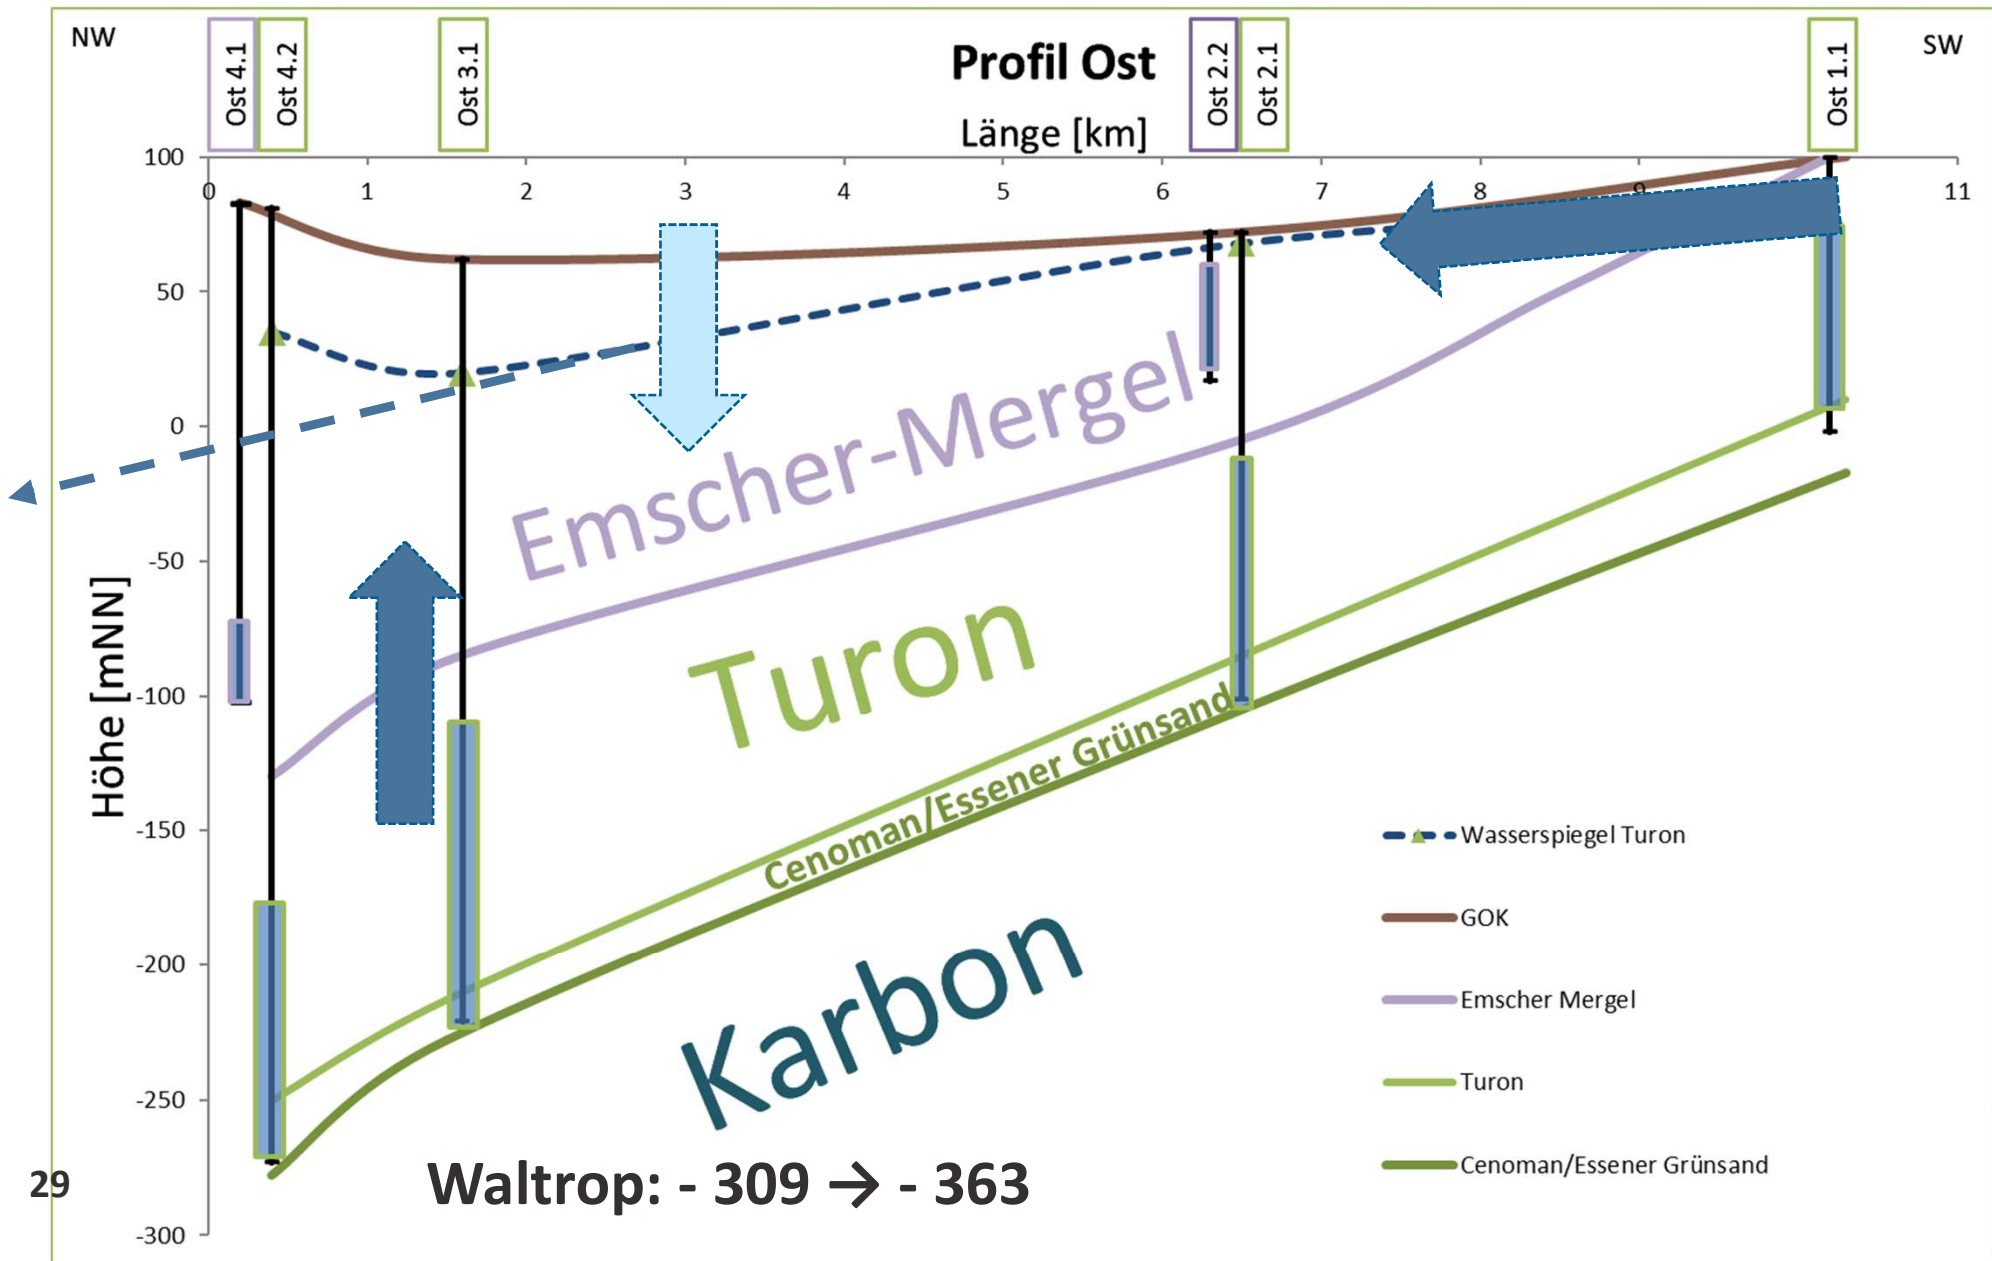 NW
Profil Ost
SW
Länge [km]
Ost 4.1
Ost 4.2
Ost 3.1
Ost 2.2
Ost 2.1
Ost 1.1
100
50
0
-50
-100
-150
-200
-250
-300
0 1 2 3 4 5 6 7 8 9 11
Höhe [mNN]
Emscher-Mergel
Turon
Cenoman/Essener Grünsand
Karbon
Wasserspiegel Turon
GOK
Emscher Mergel
Turon
Cenoman/Essener Grünsand
Waltrop: - 309 → - 363
29